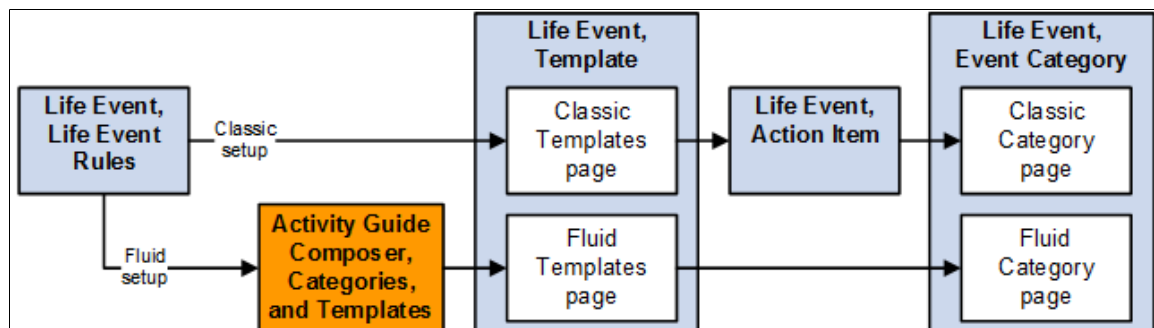 Life Event,
Life Event
Rules
Classic
setup
Life Event,
Template
Classic
Templates
page
Life Event,
Action Item
Life Event,
Event Category
Classic
Category
page
Fluid
setup
Activity Guide
Composer,
Categories,
and Templates
Fluid
Templates
page
Fluid
Category
page